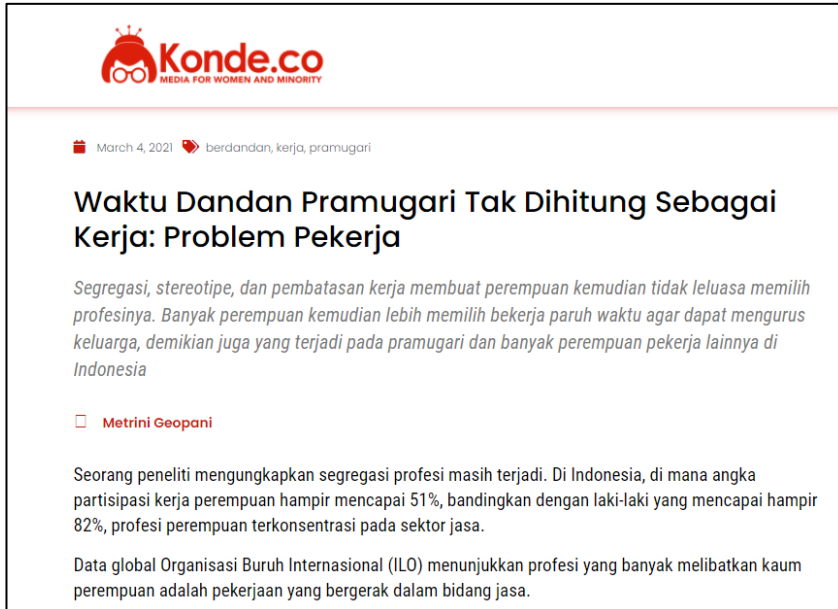 Konde.co
MEDIA FOR WOMEN AND MINORITY
March 4, 2021 berdandan, kerja, pramugari
Waktu Dandan Pramugari Tak Dihitung Sebagai
Kerja: Problem Pekerja
Segregasi, stereotipe, dan pembatasan kerja membuat perempuan kemudian tidak leluasa memilih
profesinya. Banyak perempuan kemudian lebih memilih bekerja paruh waktu agar dapat mengurus
keluarga, demikian juga yang terjadi pada pramugari dan banyak perempuan pekerja lainnya di
Indonesia
Metrini Geopani
Seorang peneliti mengungkapkan segregasi profesi masih terjadi. Di Indonesia, di mana angka
partisipasi kerja perempuan hampir mencapai 51%, bandingkan dengan laki-laki yang mencapai hampir
82%, profesi perempuan terkonsentrasi pada sektor jasa.
Data global Organisasi Buruh Internasional (ILO) menunjukkan profesi yang banyak melibatkan kaum
perempuan adalah pekerjaan yang bergerak dalam bidang jasa.